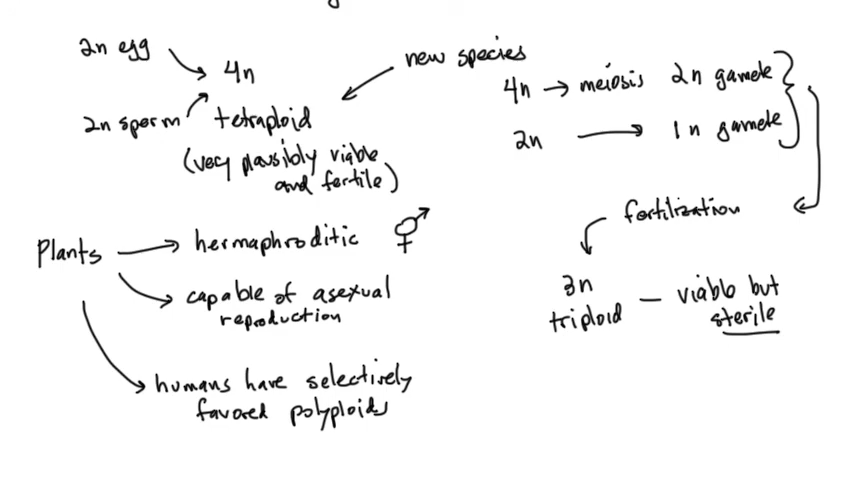 2n egg
4n
2n sperm
tetraploid
(very plausibly viable
and fertile)
new species
4n → meiosis 2n gamete
2n → 1n gamete
fertilization
3n
triploid — viable but
sterile
Plants → hermaphroditic ⚥
→ capable of asexual
reproduction
→ humans have selectively
favored polyploids